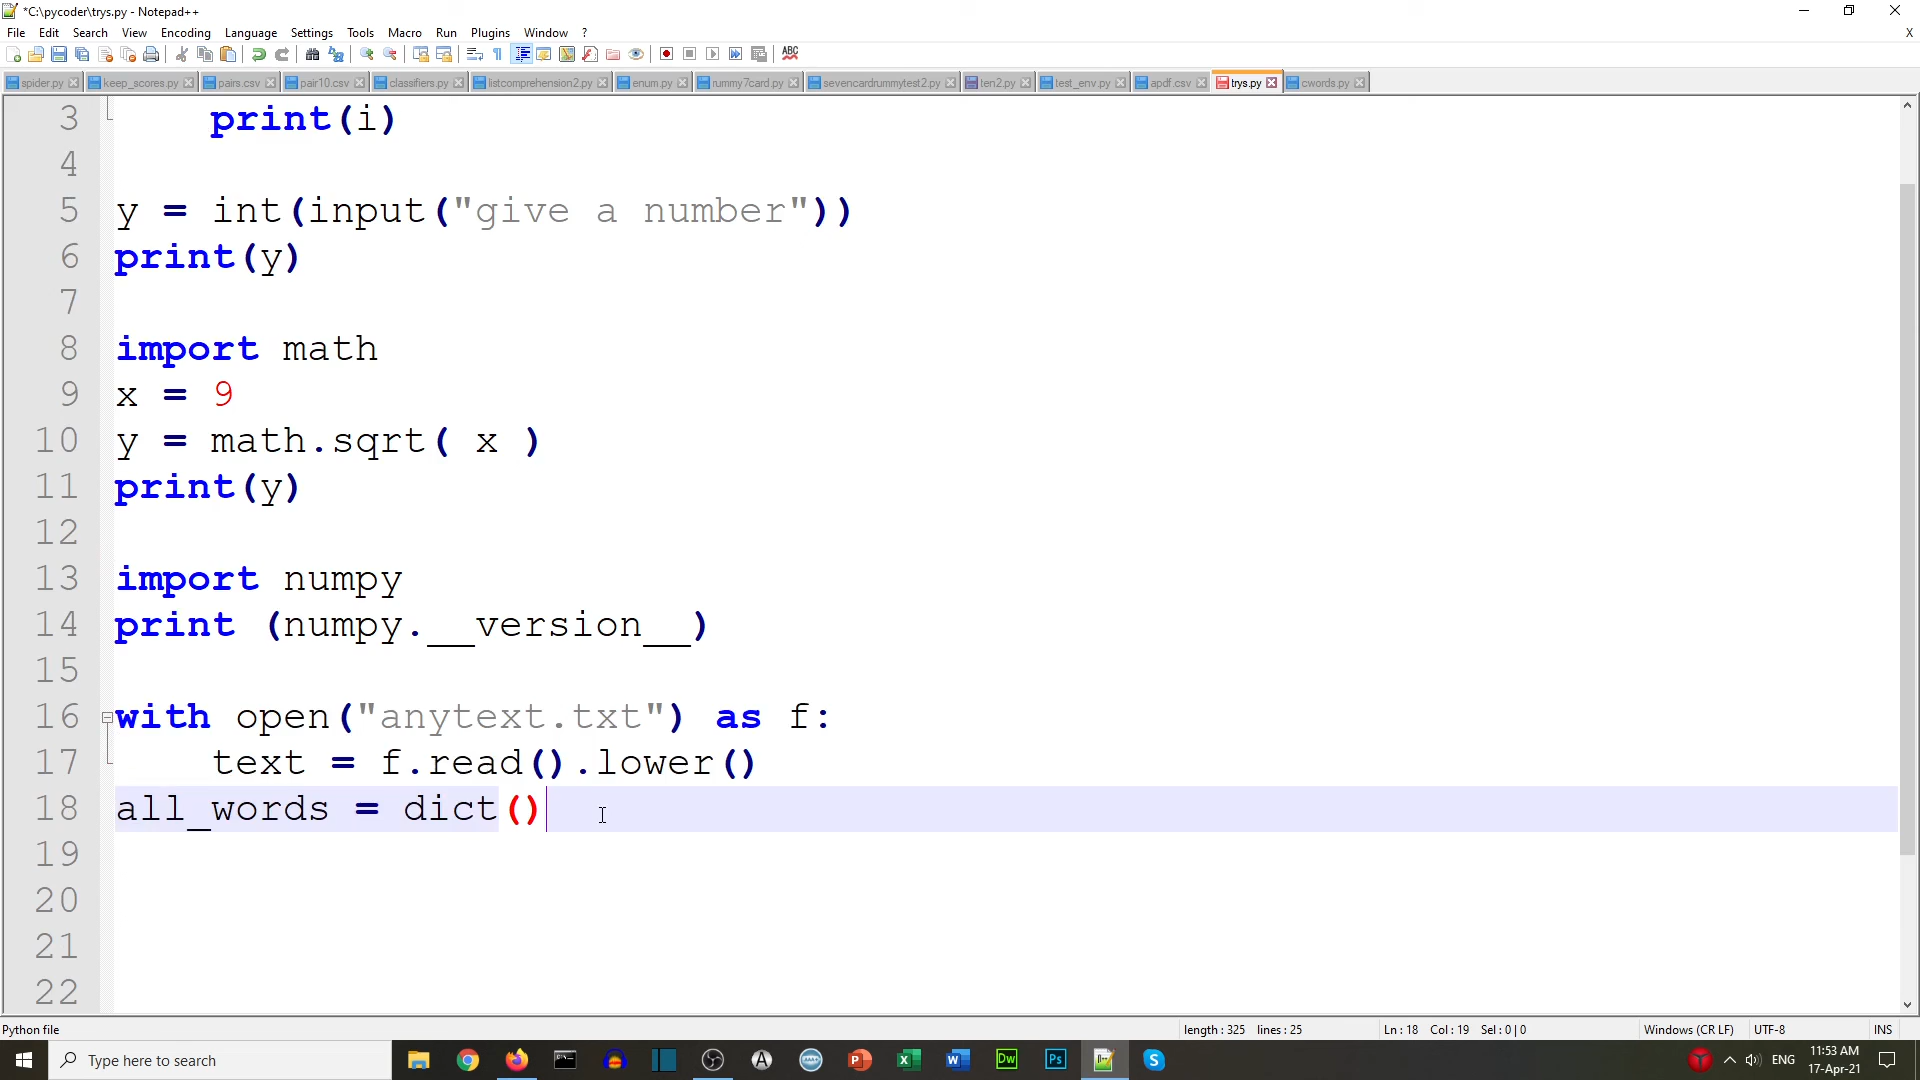 *C:\pycoder\trys.py - Notepad++
File Edit Search View Encoding Language Settings Tools Macro Run Plugins Window ? X
ABC
spider.py keep_scores.py pairs.csv pair10.csv classifiers.py listcomprehension2.py enum.py rummy7card.py sevencardrummytest2.py ten2.py test_env.py apdf.csv trys.py cwords.py
3     print(i)
4
5 y = int(input("give a number"))
6 print(y)
7
8 import math
9 x = 9
10 y = math.sqrt( x )
11 print(y)
12
13 import numpy
14 print (numpy.__version__)
15
16 with open("anytext.txt") as f:
17     text = f.read().lower()
18 all_words = dict()
19
20
21
22
Python file length : 325 lines : 25 Ln : 18 Col : 19 Sel : 0 | 0 Windows (CR LF) UTF-8 INS
Type here to search Dw Ps ENG 11:53 AM
17-Apr-21